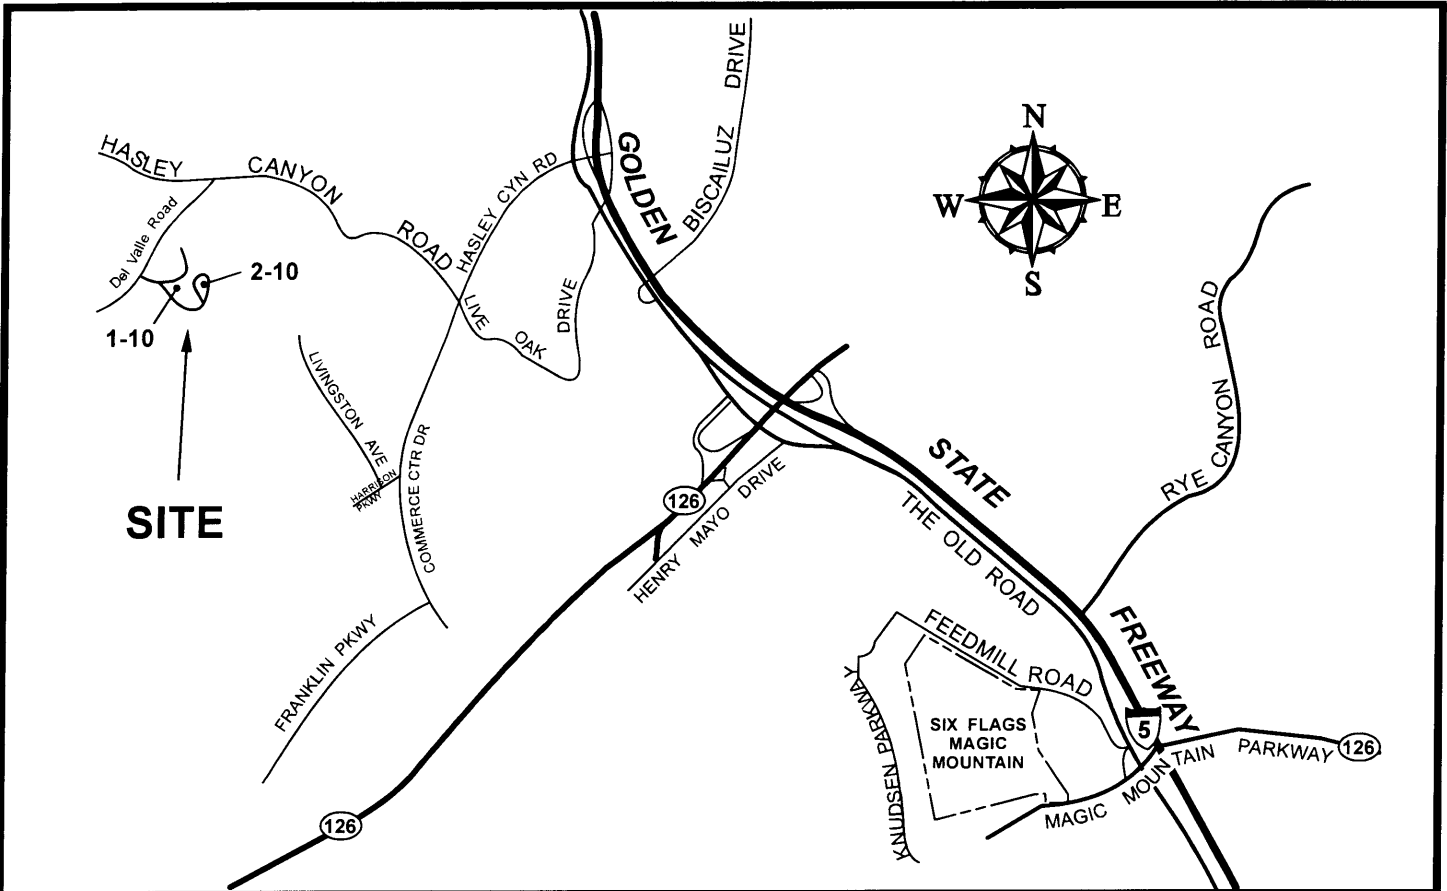 N
W
E
S
HASLEY CANYON ROAD
HASLEY CYN RD
GOLDEN STATE FREEWAY
BISCAILUZ DRIVE
Del Valle Road
2-10
1-10
SITE
LIVE OAK DRIVE
LIVINGSTON AVE
HARRISON
PKWY
COMMERCE CTR DR
FRANKLIN PKWY
126
HENRY MAYO DRIVE
THE OLD ROAD
RYE CANYON ROAD
FEEDMILL ROAD
KNUDSEN PARKWAY
SIX FLAGS
MAGIC
MOUNTAIN
5
MAGIC MOUNTAIN PARKWAY
126
126